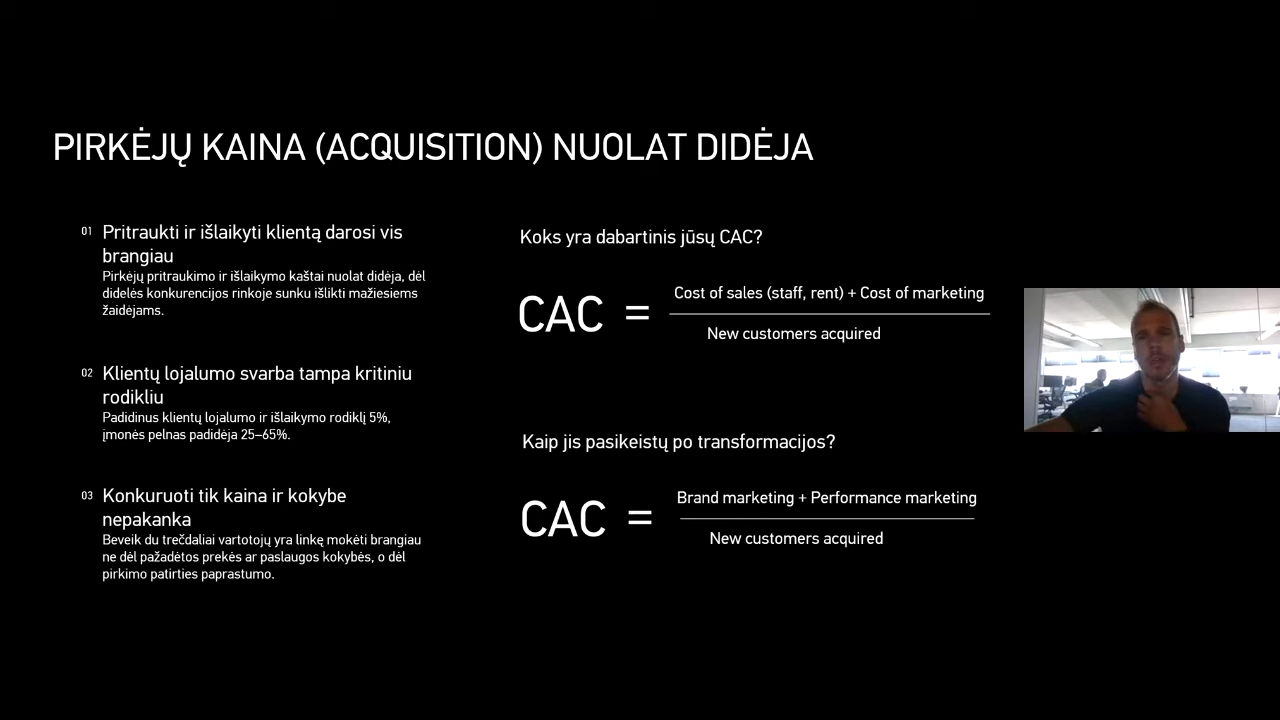 PIRKĖJŲ KAINA (ACQUISITION) NUOLAT DIDĖJA
01 Pritraukti ir išlaikyti klientą darosi vis
brangiau
Pirkėjų pritraukimo ir išlaikymo kaštai nuolat didėja, dėl
didelės konkurencijos rinkoje sunku išlikti mažiesiems
žaidėjams.
02 Klientų lojalumo svarba tampa kritiniu
rodikliu
Padidinus klientų lojalumo ir išlaikymo rodiklį 5%,
įmonės pelnas padidėja 25–65%.
03 Konkuruoti tik kaina ir kokybe
nepakanka
Beveik du trečdaliai vartotojų yra linkę mokėti brangiau
ne dėl pažadėtos prekės ar paslaugos kokybės, o dėl
pirkimo patirties paprastumo.
Koks yra dabartinis jūsų CAC?
Cost of sales (staff, rent) + Cost of marketing
CAC =
New customers acquired
Kaip jis pasikeistų po transformacijos?
Brand marketing + Performance marketing
CAC =
New customers acquired